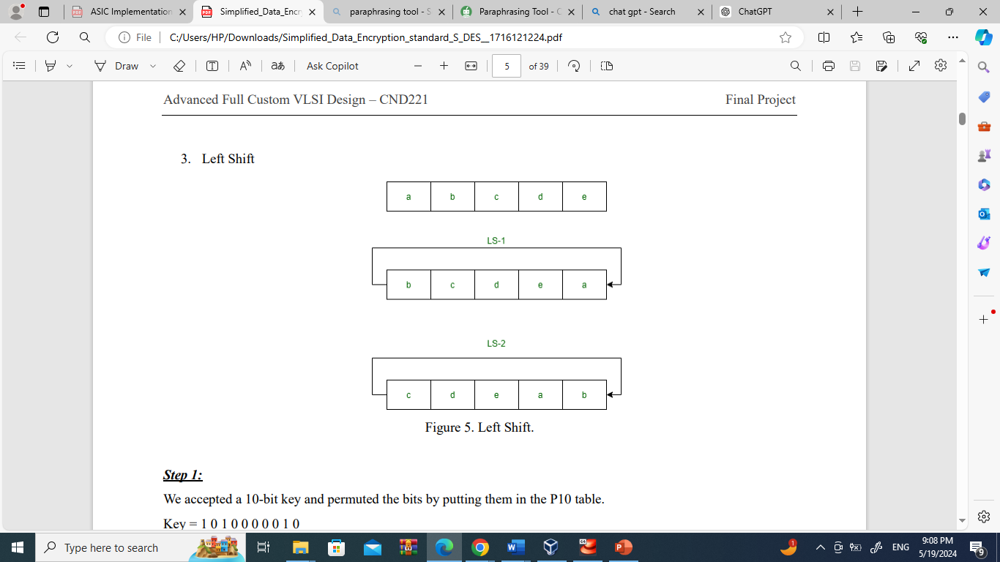 ASIC Implementation
Simplified_Data_Encr
paraphrasing tool - S
Paraphrasing Tool - C
chat gpt - Search
ChatGPT
File
C:/Users/HP/Downloads/Simplified_Data_Encryption_standard_S_DES__1716121224.pdf
Draw
Ask Copilot
5
of 39
Advanced Full Custom VLSI Design – CND221
Final Project
3. Left Shift
a b c d e
LS-1
b c d e a
LS-2
c d e a b
Figure 5. Left Shift.
Step 1:
We accepted a 10-bit key and permuted the bits by putting them in the P10 table.
Key = 1 0 1 0 0 0 0 0 1 0
Type here to search
1
ENG
9:08 PM
5/19/2024
9